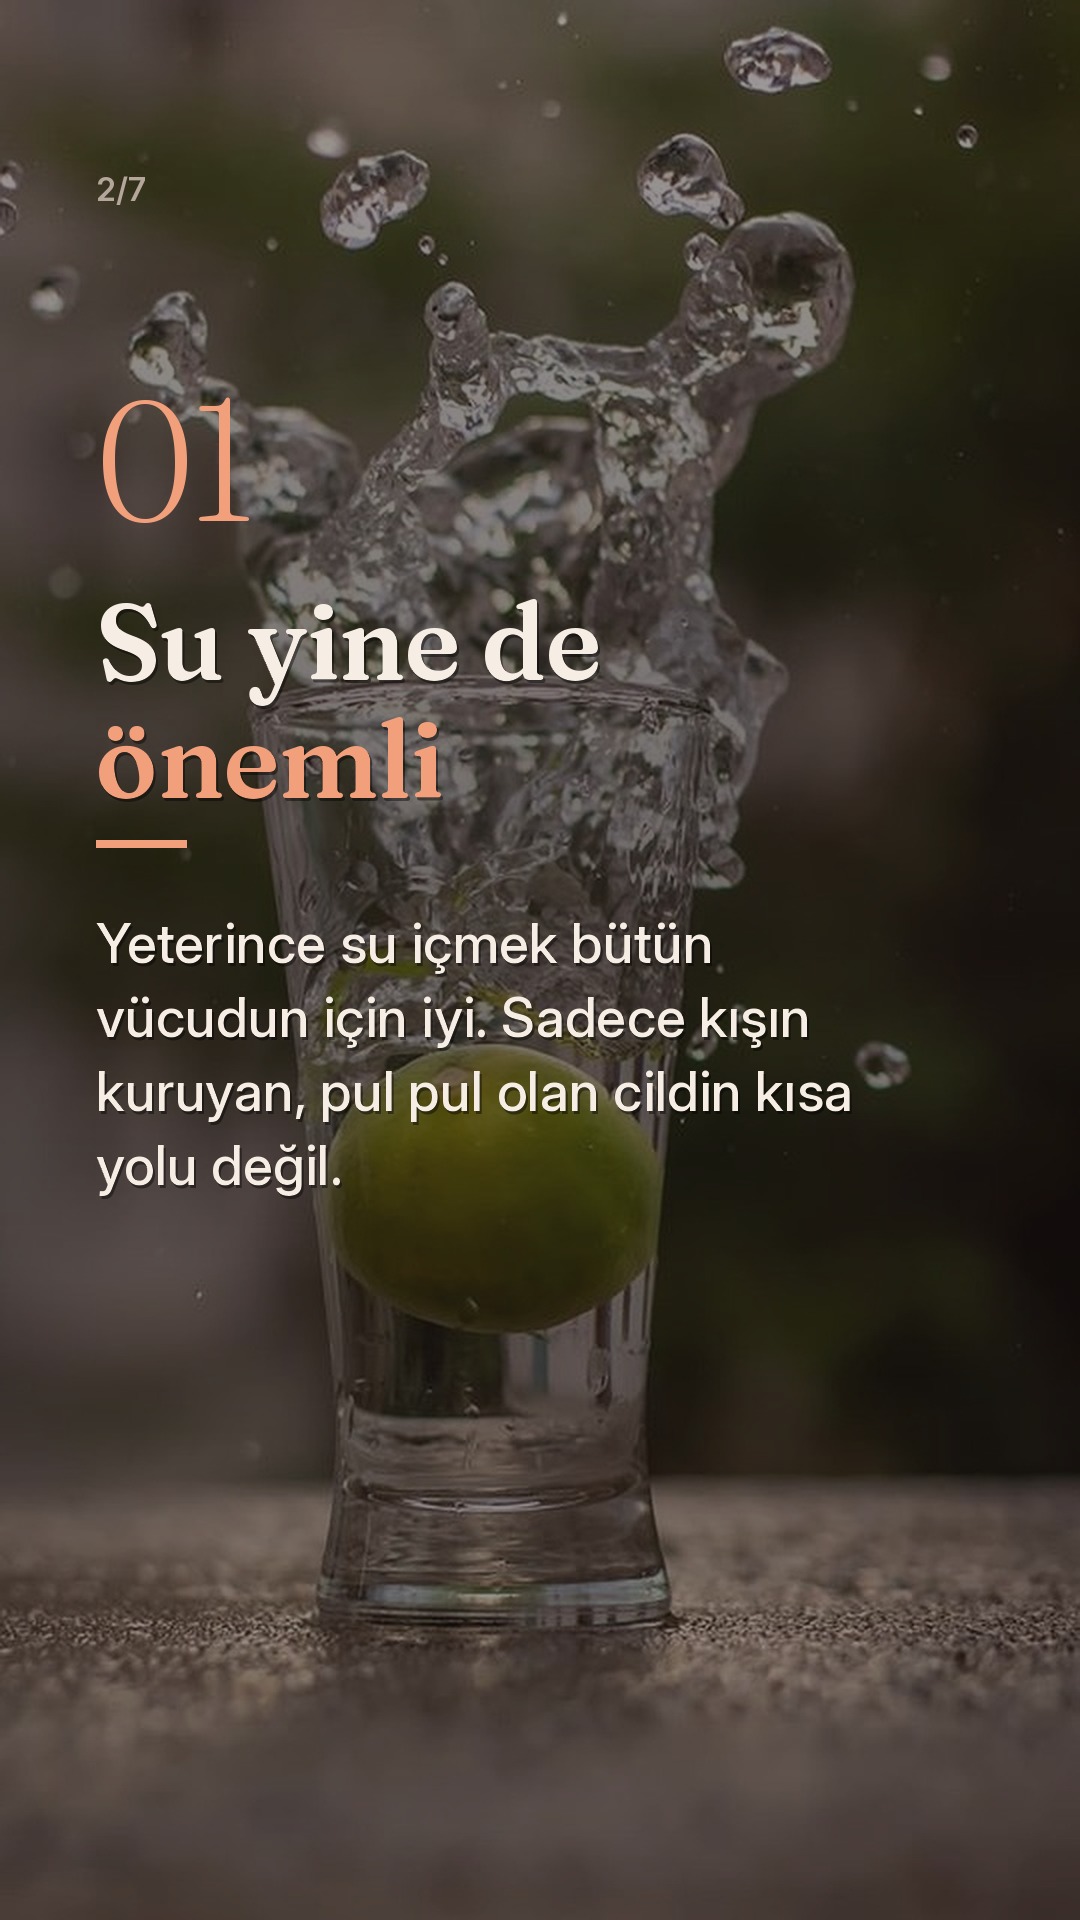 2/7
01
Su yine de
önemli
Yeterince su içmek bütün
vücudun için iyi. Sadece kışın
kuruyan, pul pul olan cildin kısa
yolu değil.